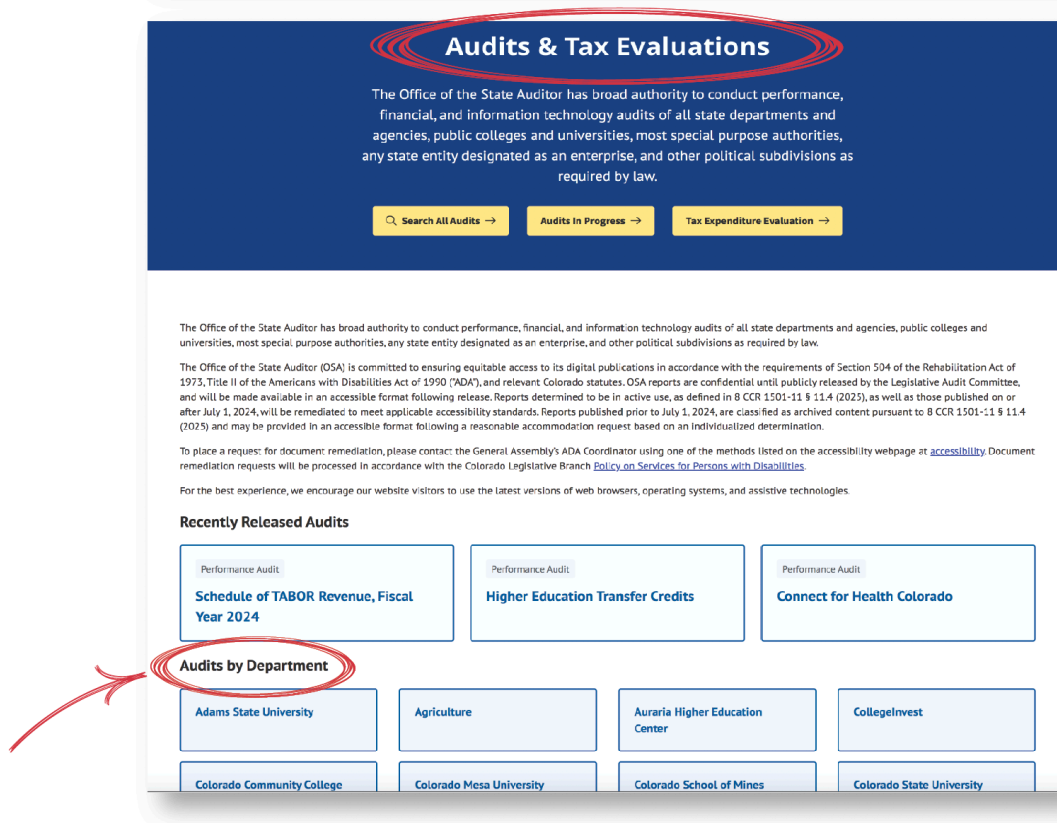 Audits & Tax Evaluations
The Office of the State Auditor has broad authority to conduct performance,
financial, and information technology audits of all state departments and
agencies, public colleges and universities, most special purpose authorities,
any state entity designated as an enterprise, and other political subdivisions as
required by law.
Search All Audits →
Audits In Progress →
Tax Expenditure Evaluation →
The Office of the State Auditor has broad authority to conduct performance, financial, and information technology audits of all state departments and agencies, public colleges and
universities, most special purpose authorities, any state entity designated as an enterprise, and other political subdivisions as required by law.
The Office of the State Auditor (OSA) is committed to ensuring equitable access to its digital publications in accordance with the requirements of Section 504 of the Rehabilitation Act of
1973, Title II of the Americans with Disabilities Act of 1990 ("ADA"), and relevant Colorado statutes. OSA reports are confidential until publicly released by the Legislative Audit Committee,
and will be made available in an accessible format following release. Reports determined to be in active use, as defined in 8 CCR 1501-11 § 11.4 (2025), as well as those published on or
after July 1, 2024, will be remediated to meet applicable accessibility standards. Reports published prior to July 1, 2024, are classified as archived content pursuant to 8 CCR 1501-11 § 11.4
(2025) and may be provided in an accessible format following a reasonable accommodation request based on an individualized determination.
To place a request for document remediation, please contact the General Assembly's ADA Coordinator using one of the methods listed on the accessibility webpage at accessibility. Document
remediation requests will be processed in accordance with the Colorado Legislative Branch Policy on Services for Persons with Disabilities.
For the best experience, we encourage our website visitors to use the latest versions of web browsers, operating systems, and assistive technologies.
Recently Released Audits
Performance Audit
Schedule of TABOR Revenue, Fiscal
Year 2024
Performance Audit
Higher Education Transfer Credits
Performance Audit
Connect for Health Colorado
Audits by Department
Adams State University
Agriculture
Auraria Higher Education
Center
CollegeInvest
Colorado Community College
Colorado Mesa University
Colorado School of Mines
Colorado State University